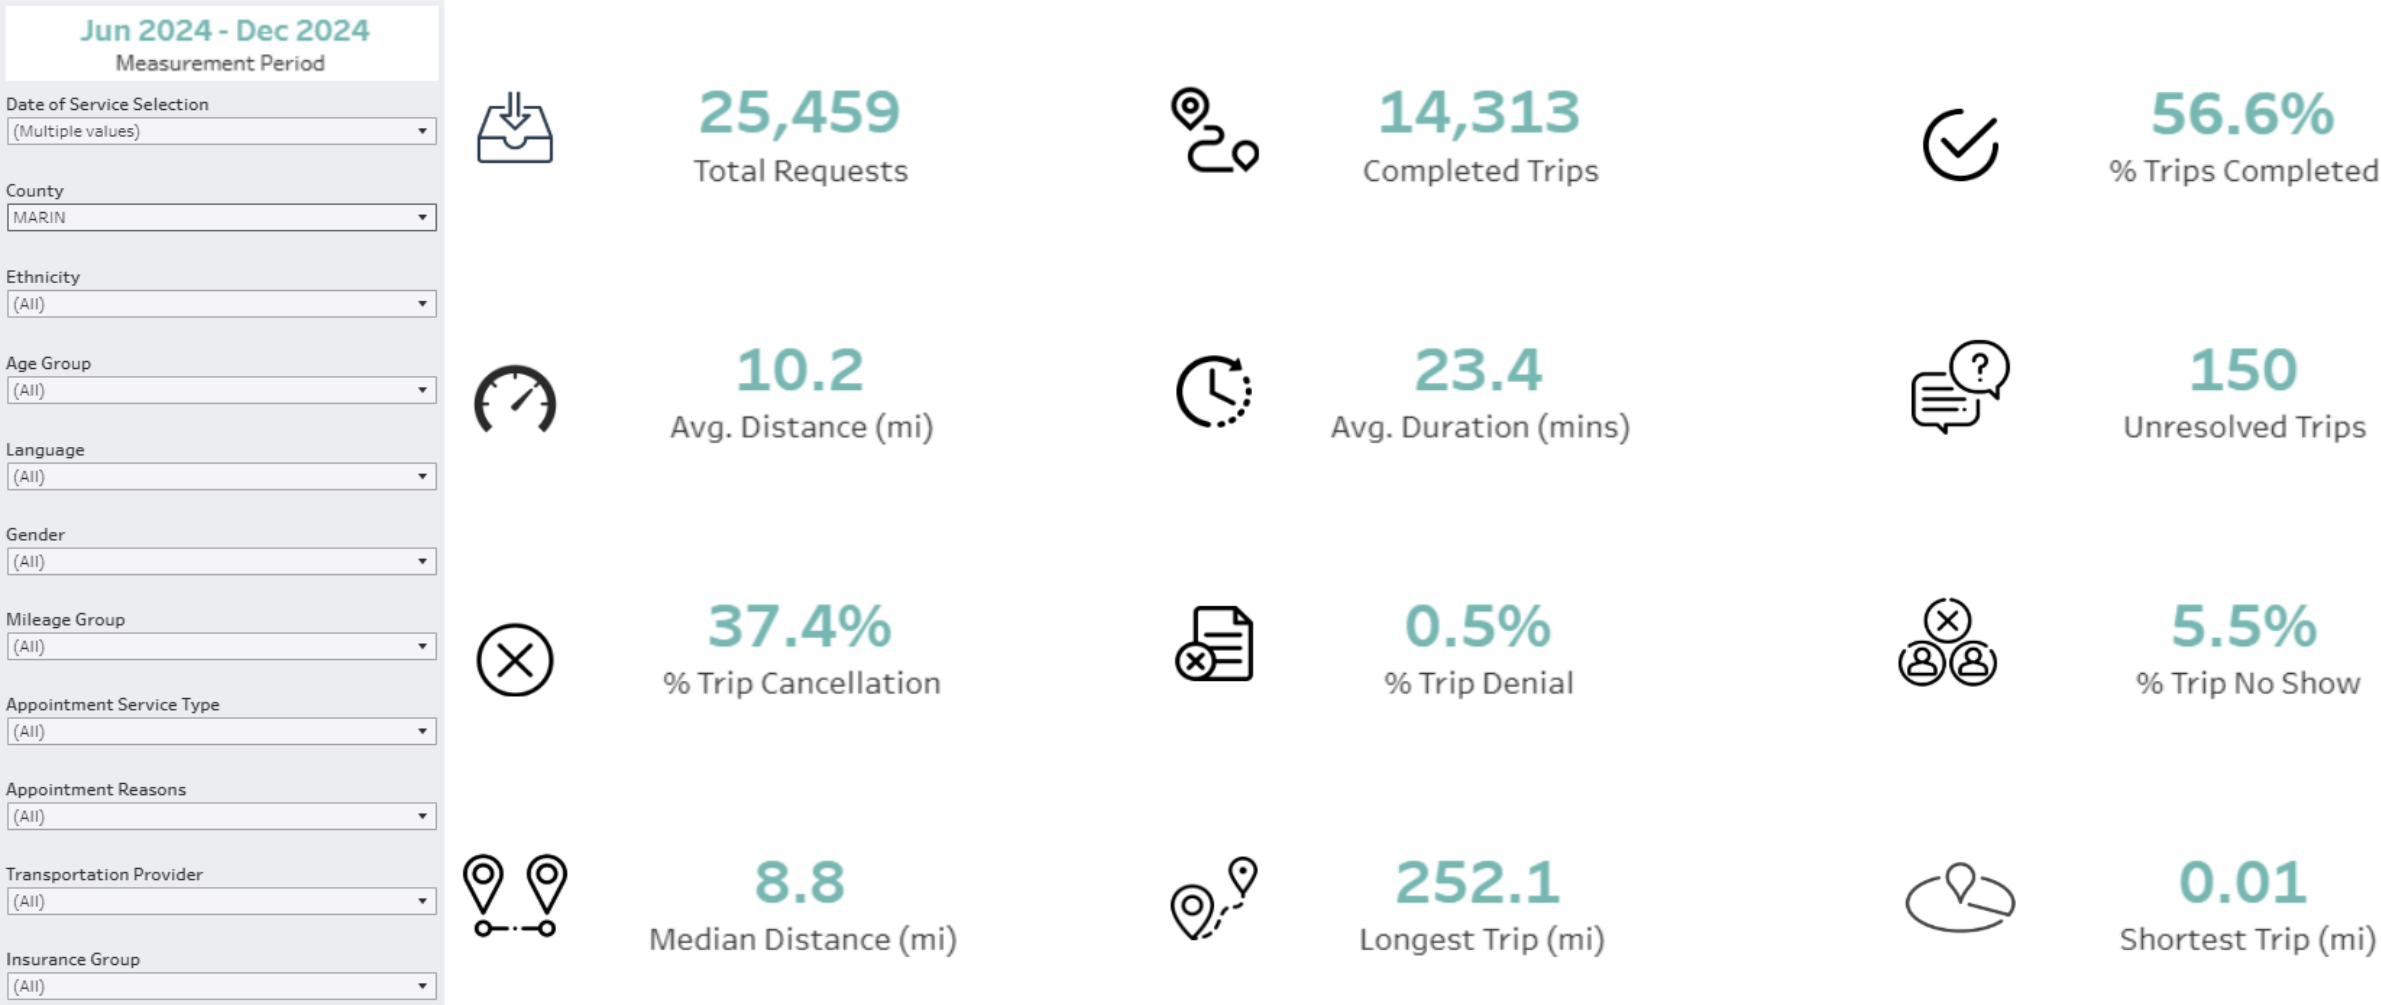 Jun 2024 - Dec 2024
Measurement Period
Date of Service Selection
(Multiple values)
County
MARIN
Ethnicity
(All)
Age Group
(All)
Language
(All)
Gender
(All)
Mileage Group
(All)
Appointment Service Type
(All)
Appointment Reasons
(All)
Transportation Provider
(All)
Insurance Group
(All)
25,459
Total Requests
14,313
Completed Trips
56.6%
% Trips Completed
10.2
Avg. Distance (mi)
23.4
Avg. Duration (mins)
?
150
Unresolved Trips
37.4%
% Trip Cancellation
0.5%
% Trip Denial
5.5%
% Trip No Show
8.8
Median Distance (mi)
252.1
Longest Trip (mi)
0.01
Shortest Trip (mi)